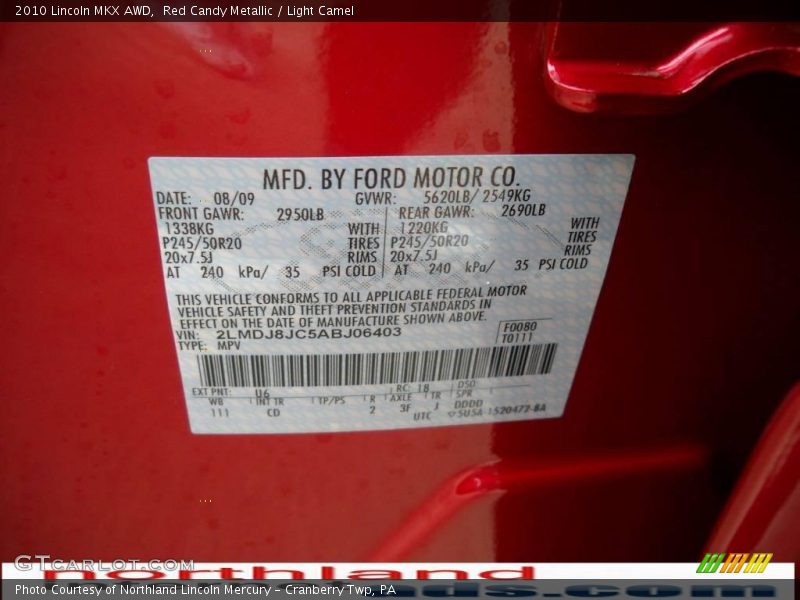 2010 Lincoln MKX AWD,  Red Candy Metallic / Light Camel
MFD. BY FORD MOTOR CO.
DATE: 08/09 GVWR: 5620LB/ 2549KG
FRONT GAWR: 2950LB REAR GAWR: 2690LB
1338KG WITH 1220KG WITH
P245/50R20 TIRES P245/50R20 TIRES
20x7.5J RIMS 20x7.5J RIMS
AT 240 kPa/ 35 PSI COLD AT 240 kPa/ 35 PSI COLD
THIS VEHICLE CONFORMS TO ALL APPLICABLE FEDERAL MOTOR
VEHICLE SAFETY AND THEFT PREVENTION STANDARDS IN
EFFECT ON THE DATE OF MANUFACTURE SHOWN ABOVE.
VIN: 2LMDJ8JC5ABJ06403 F0080
TYPE: MPV T0111
EXT PNT: U6 RC: 18 DSO
WB INT TR TP/PS R AXLE TR SPR
111 CD 2 3F J DDDD
UTC 5U5A-1520472-BA
GTCARLOT.COM
northland
Photo Courtesy of Northland Lincoln Mercury - Cranberry Twp, PA